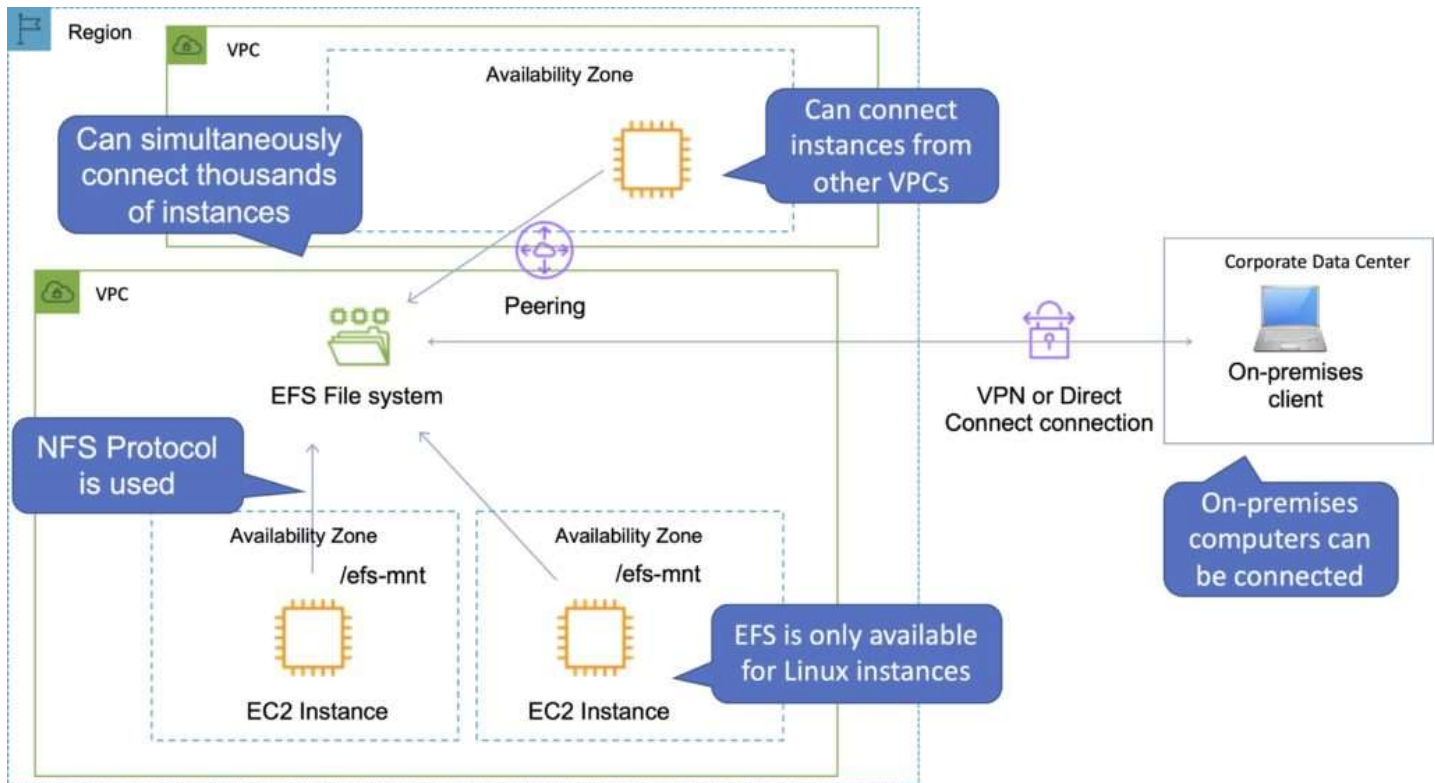 Region
VPC
Availability Zone
Can simultaneously
connect thousands
of instances
Can connect
instances from
other VPCs
Peering
VPC
EFS File system
NFS Protocol
is used
Availability Zone
/efs-mnt
EC2 Instance
Availability Zone
/efs-mnt
EC2 Instance
EFS is only available
for Linux instances
VPN or Direct
Connect connection
Corporate Data Center
On-premises
client
On-premises
computers can
be connected